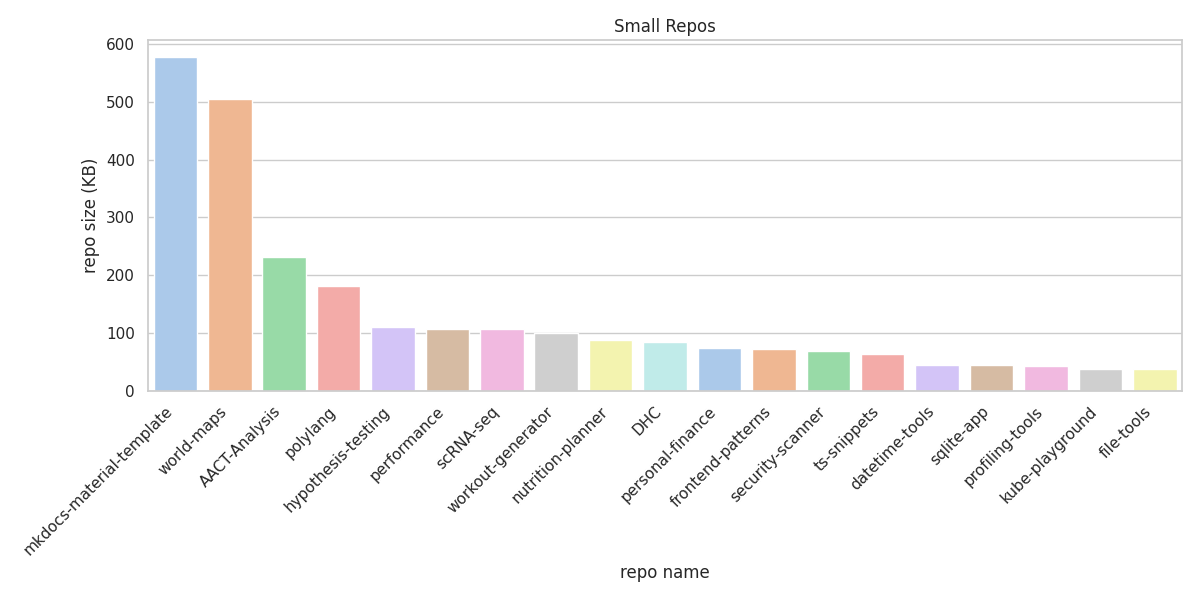 Small Repos
repo size (KB)
600
500
400
300
200
100
0
mkdocs-material-template
world-maps
AACT-Analysis
polylang
hypothesis-testing
performance
scRNA-seq
workout-generator
nutrition-planner
DHC
personal-finance
frontend-patterns
security-scanner
ts-snippets
datetime-tools
sqlite-app
profiling-tools
kube-playground
file-tools
repo name